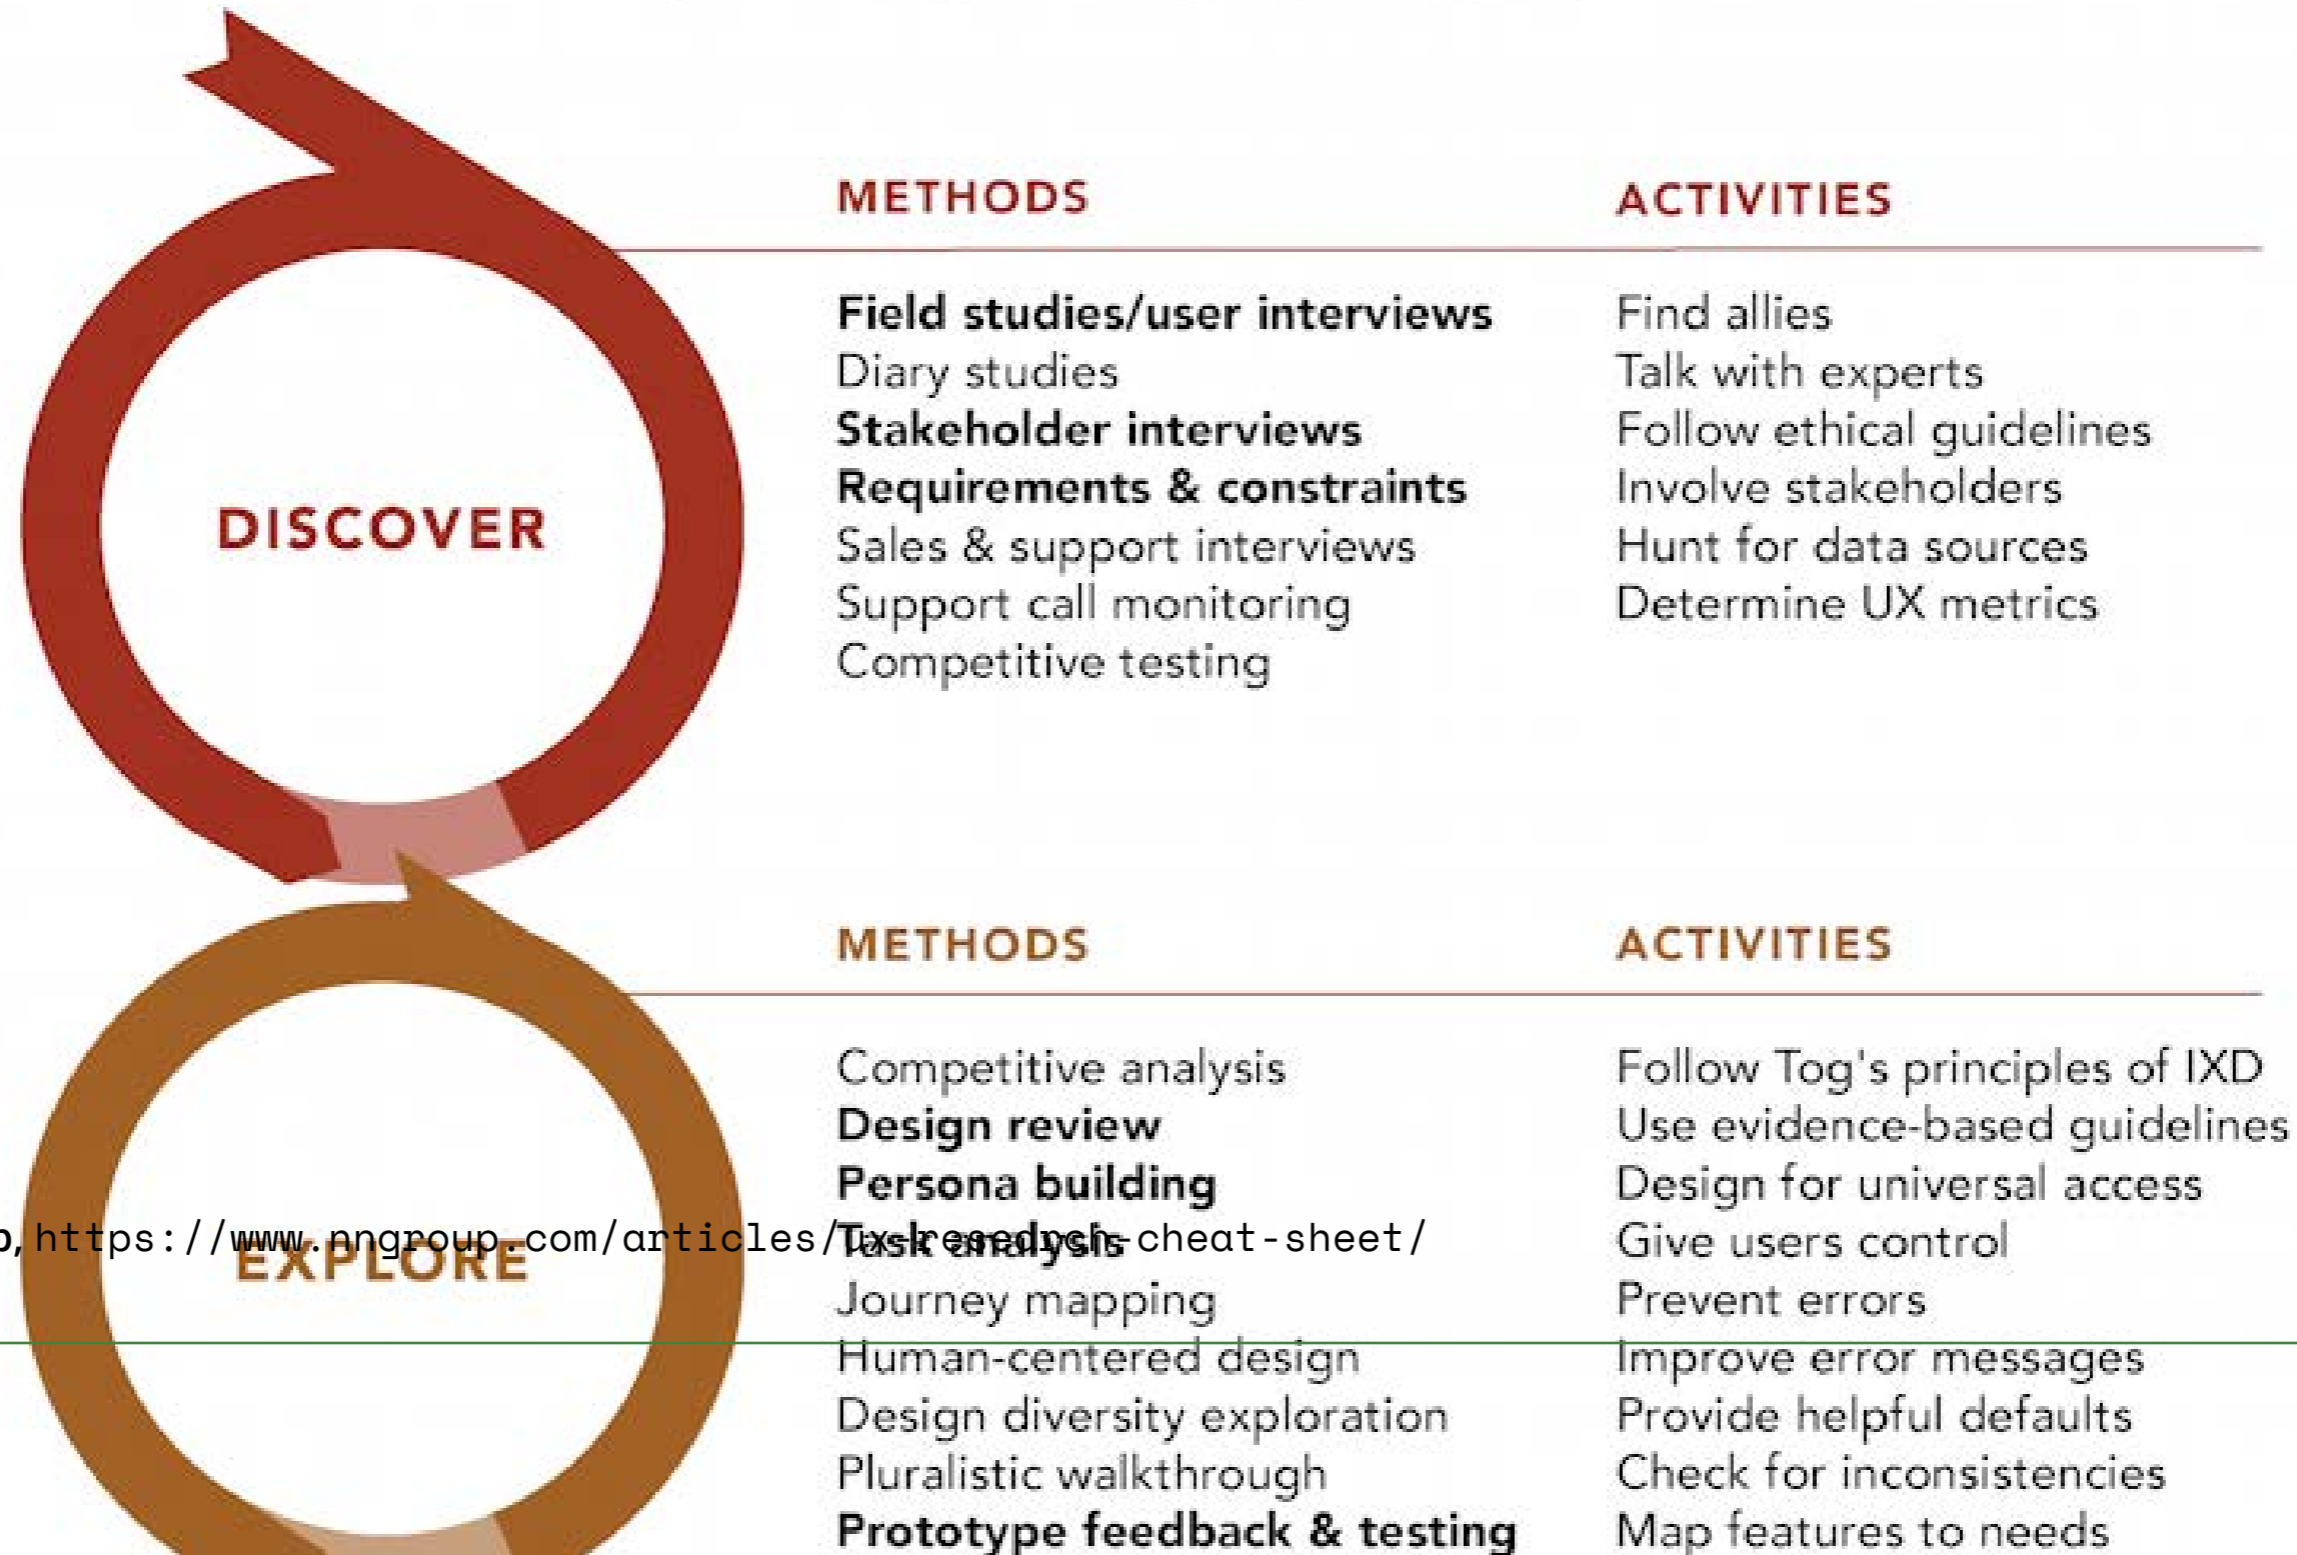 METHODS
ACTIVITIES
DISCOVER
Field studies/user interviews
Diary studies
Stakeholder interviews
Requirements & constraints
Sales & support interviews
Support call monitoring
Competitive testing
Find allies
Talk with experts
Follow ethical guidelines
Involve stakeholders
Hunt for data sources
Determine UX metrics
METHODS
ACTIVITIES
EXPLORE
Competitive analysis
Design review
Persona building
Task analysis
Journey mapping
Human-centered design
Design diversity exploration
Pluralistic walkthrough
Prototype feedback & testing
Follow Tog's principles of IXD
Use evidence-based guidelines
Design for universal access
Give users control
Prevent errors
Improve error messages
Provide helpful defaults
Check for inconsistencies
Map features to needs
https://www.nngroup.com/articles/ux-research-cheat-sheet/